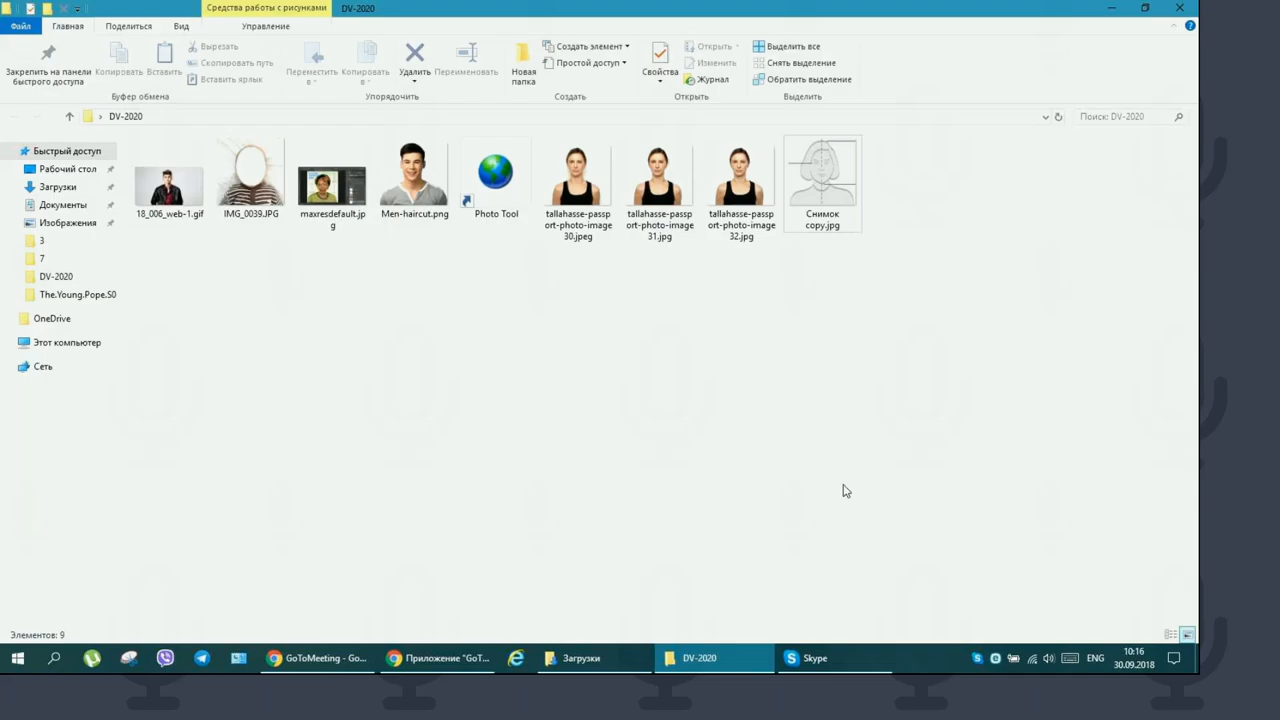 Средства работы с рисунками
DV-2020
Файл
Главная
Поделиться
Вид
Управление
Закрепить на панели
быстрого доступа
Копировать
Вставить
Вырезать
Скопировать путь
Вставить ярлык
Буфер обмена
Переместить
в
Копировать
в
Удалить
Переименовать
Упорядочить
Новая
папка
Создать элемент
Простой доступ
Создать
Свойства
Открыть
Изменить
Журнал
Открыть
Выделить все
Снять выделение
Обратить выделение
Выделить
DV-2020
Поиск: DV-2020
Быстрый доступ
Рабочий стол
Загрузки
Документы
Изображения
3
7
DV-2020
The.Young.Pope.S0
OneDrive
Этот компьютер
Сеть
18_006_web-1.gif
IMG_0039.JPG
maxresdefault.jp
g
Men-haircut.png
Photo Tool
tallahasse-passp
ort-photo-image
30.jpeg
tallahasse-passp
ort-photo-image
31.jpg
tallahasse-passp
ort-photo-image
32.jpg
Снимок
copy.jpg
Элементов: 9
GoToMeeting - Go...
Приложение "GoT...
Загрузки
DV-2020
Skype
ENG
10:16
30.09.2018